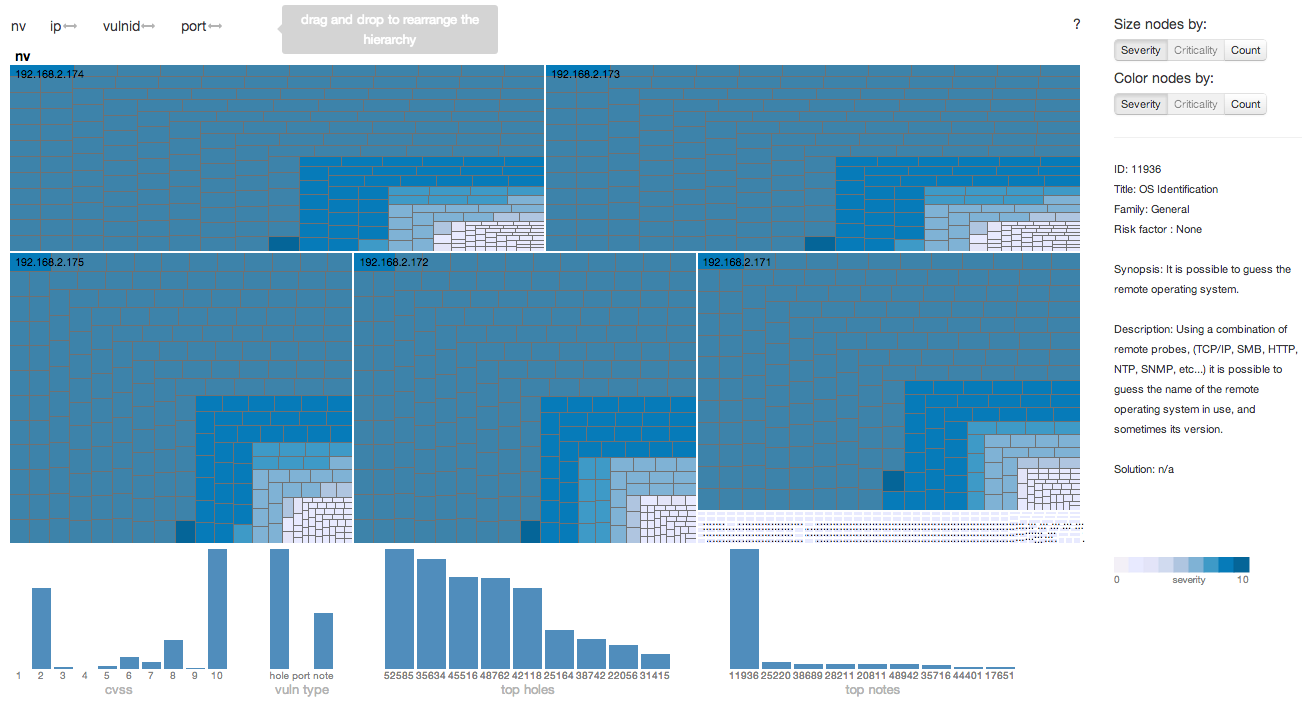 nv ip vulnid port
drag and drop to rearrange the
hierarchy
?
nv
192.168.2.174
192.168.2.173
192.168.2.175
192.168.2.172
192.168.2.171
1 2 3 4 5 6 7 8 9 10
cvss
hole port note
vuln type
52585 35634 45516 48762 42118 25164 38742 22056 31415
top holes
11936 25220 38689 28211 20811 48942 35716 44401 17651
top notes
Size nodes by:
Severity Criticality Count
Color nodes by:
Severity Criticality Count
ID: 11936
Title: OS Identification
Family: General
Risk factor : None
Synopsis: It is possible to guess the
remote operating system.
Description: Using a combination of
remote probes, (TCP/IP, SMB, HTTP,
NTP, SNMP, etc...) it is possible to
guess the name of the remote
operating system in use, and
sometimes its version.
Solution: n/a
0 severity 10